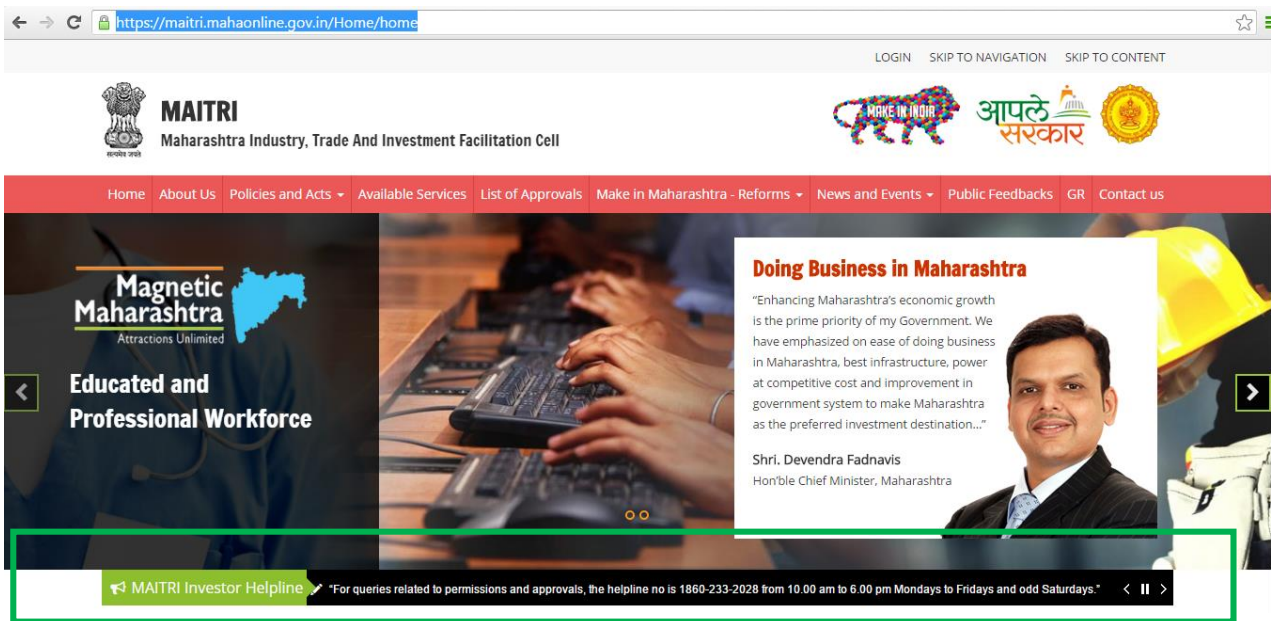 https://maitri.mahaonline.gov.in/Home/home
LOGIN SKIP TO NAVIGATION SKIP TO CONTENT
सत्यमेव जयते
MAITRI
Maharashtra Industry, Trade And Investment Facilitation Cell
MAKE IN INDIA
आपले
सरकार
Home About Us Policies and Acts Available Services List of Approvals Make in Maharashtra - Reforms News and Events Public Feedbacks GR Contact us
Magnetic
Maharashtra
Attractions Unlimited
Educated and
Professional Workforce
Doing Business in Maharashtra
“Enhancing Maharashtra’s economic growth
is the prime priority of my Government. We
have emphasized on ease of doing business
in Maharashtra, best infrastructure, power
at competitive cost and improvement in
government system to make Maharashtra
as the preferred investment destination...”
Shri. Devendra Fadnavis
Hon’ble Chief Minister, Maharashtra
MAITRI Investor Helpline "For queries related to permissions and approvals, the helpline no is 1860-233-2028 from 10.00 am to 6.00 pm Mondays to Fridays and odd Saturdays."